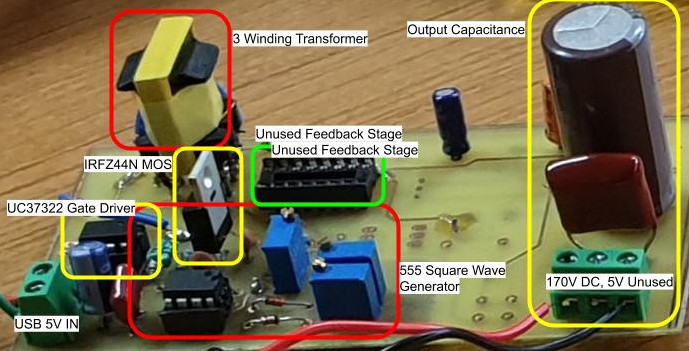 Output Capacitance
3 Winding Transformer
Unused Feedback Stage
Unused Feedback Stage
IRFZ44N MOS
UC37322 Gate Driver
555 Square Wave
Generator
170V DC, 5V Unused
USB 5V IN